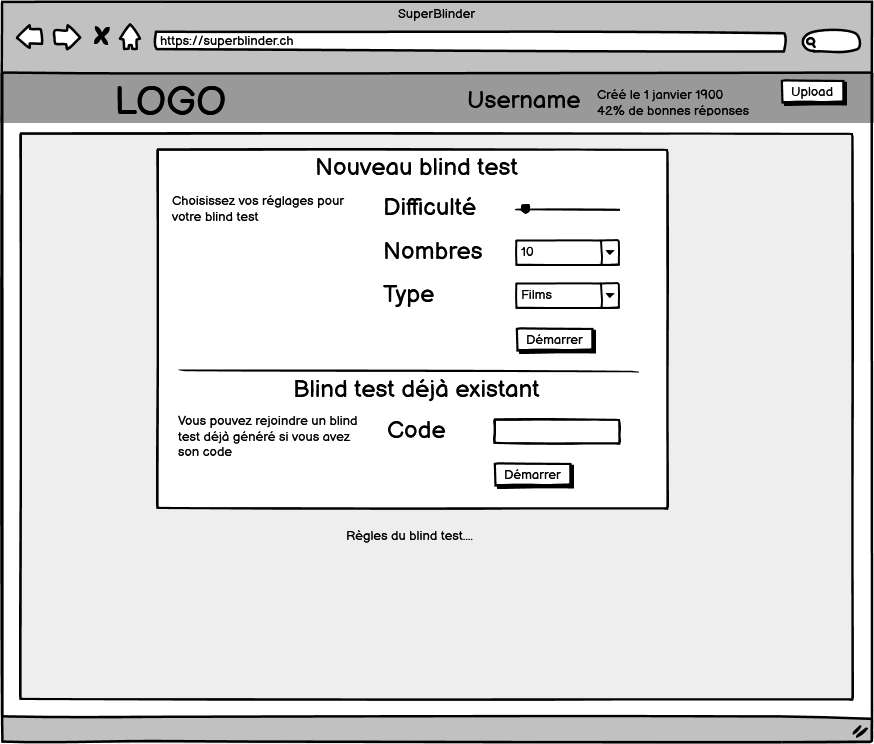 SuperBlinder
https://superblinder.ch
LOGO
Username
Créé le 1 janvier 1900
42% de bonnes réponses
Upload
Nouveau blind test
Choisissez vos réglages pour
votre blind test
Difficulté
Nombres
10
Type
Films
Démarrer
Blind test déjà existant
Vous pouvez rejoindre un blind
test déjà généré si vous avez
son code
Code
Démarrer
Règles du blind test....